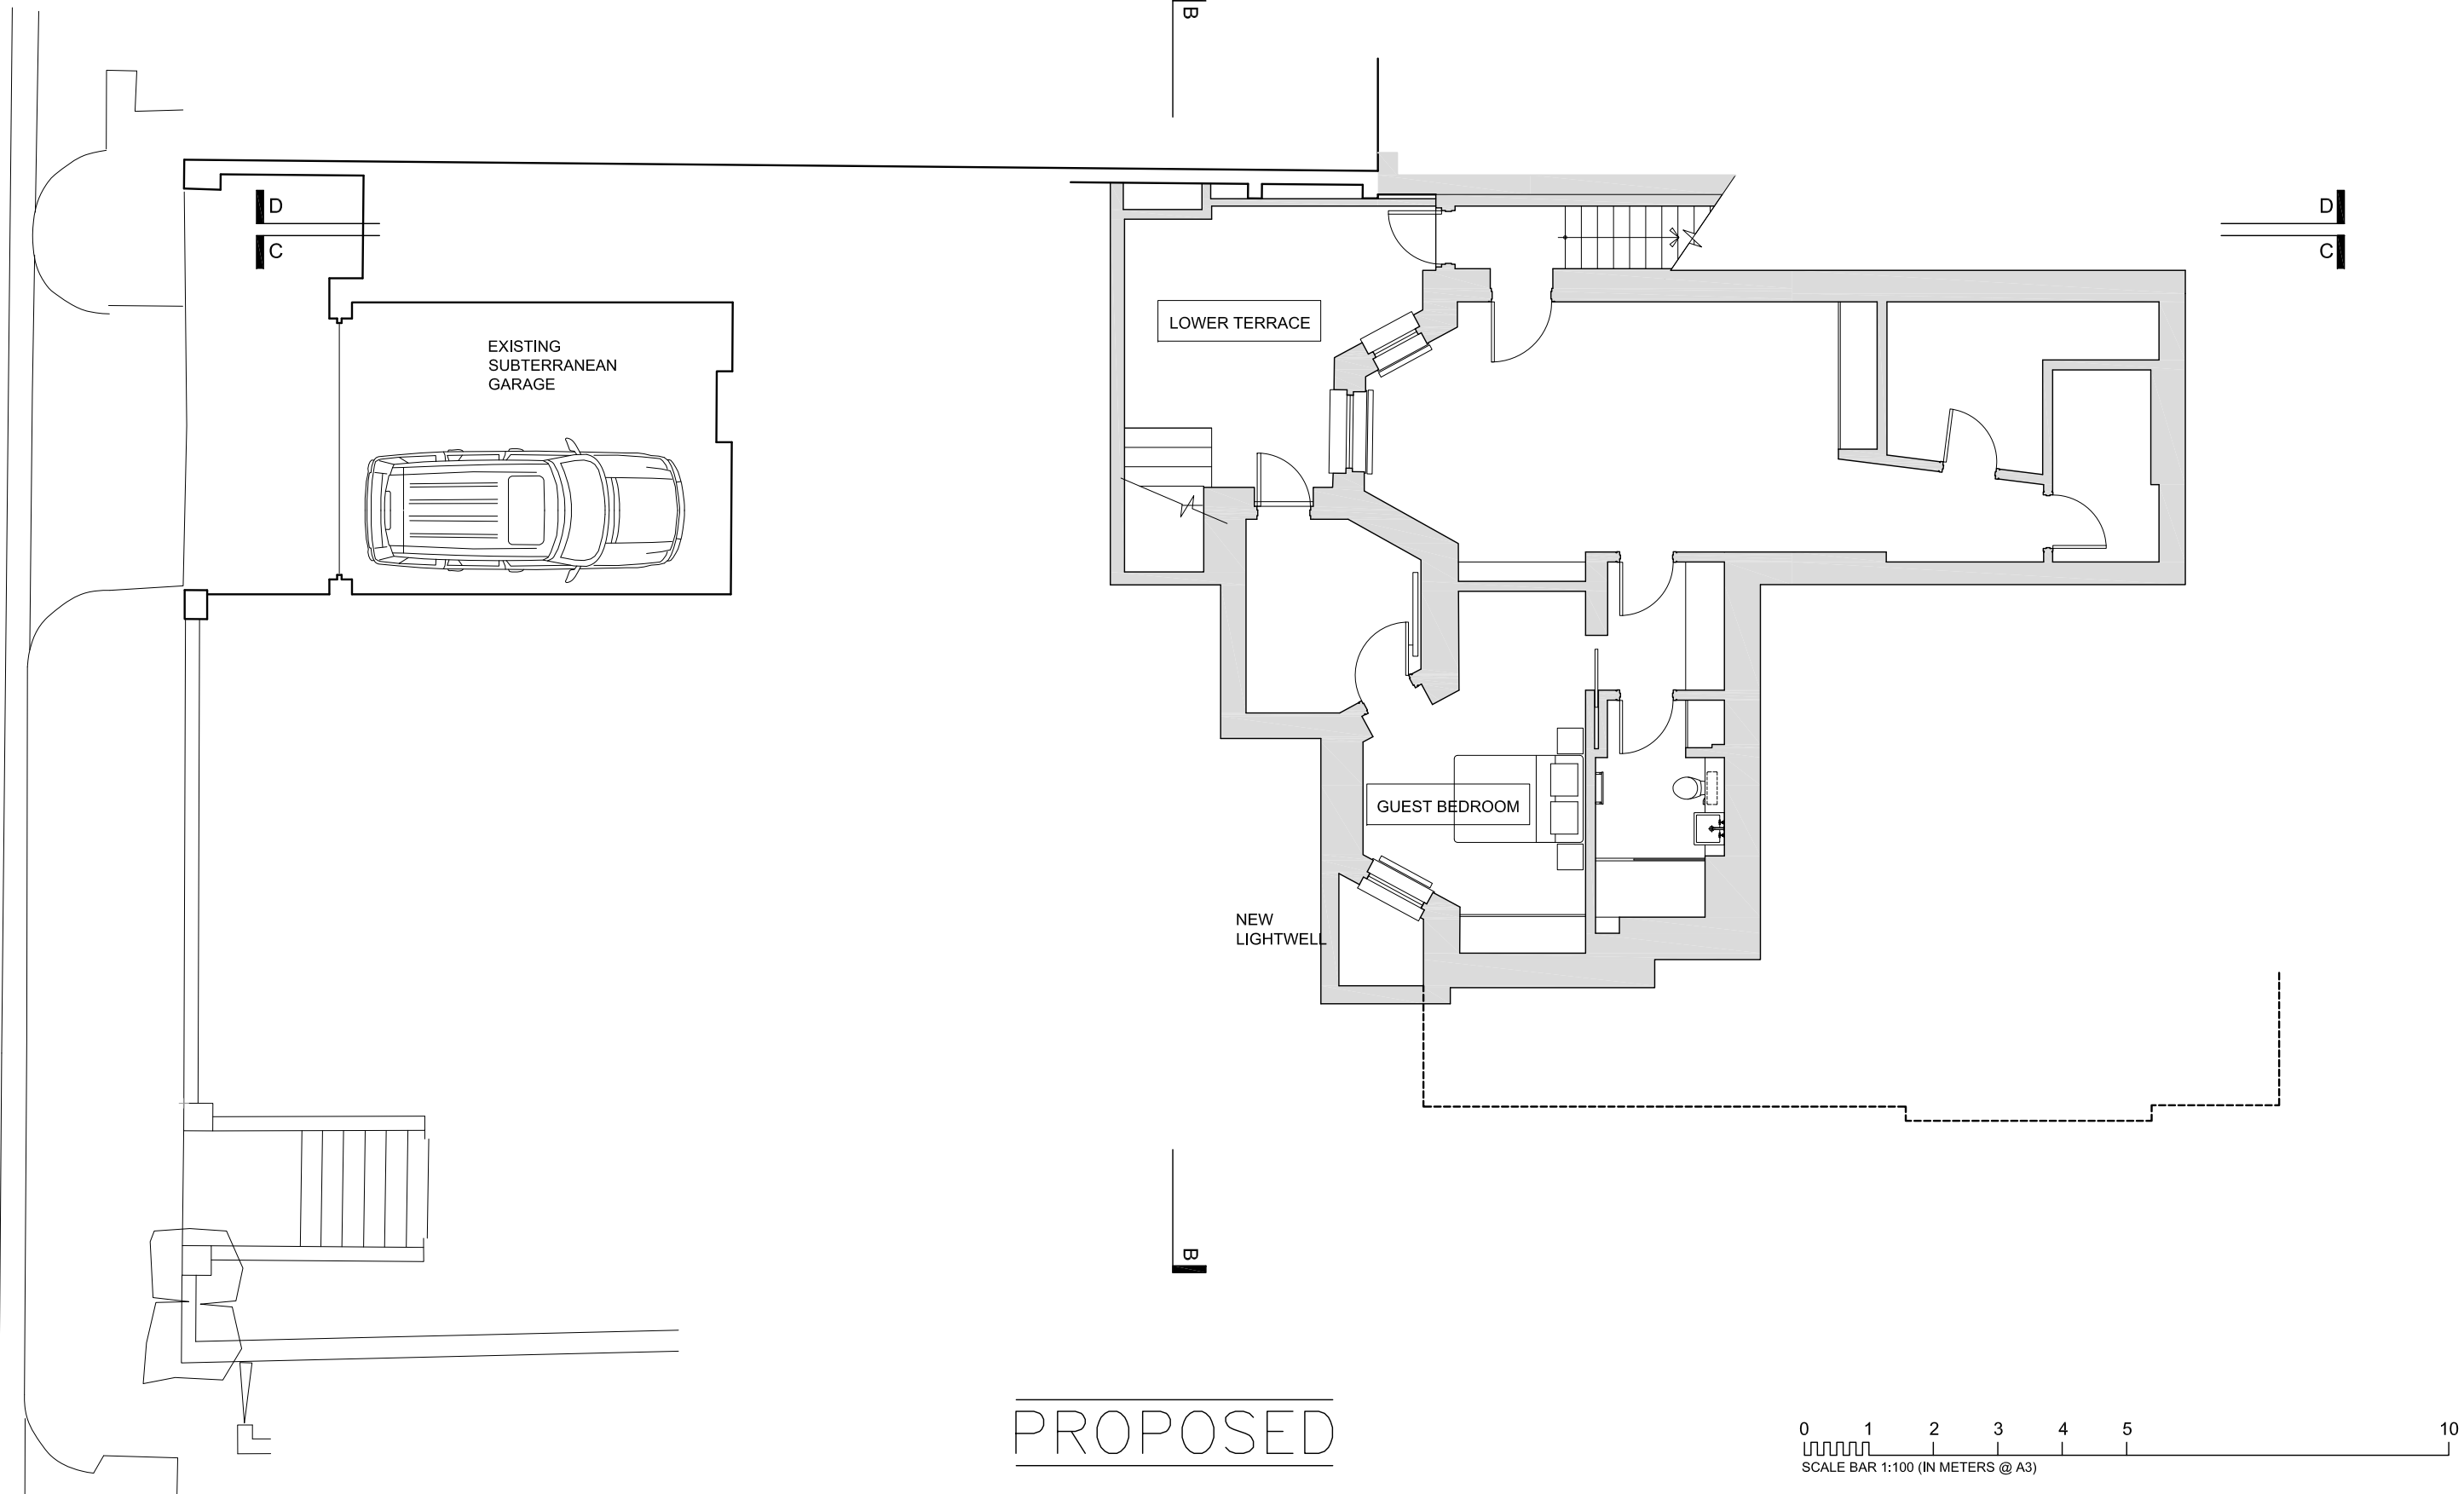 B
D
C
D
C
LOWER TERRACE
EXISTING
SUBTERRANEAN
GARAGE
GUEST BEDROOM
NEW
LIGHTWELL
B
PROPOSED
0 1 2 3 4 5 10
SCALE BAR 1:100 (IN METERS @ A3)